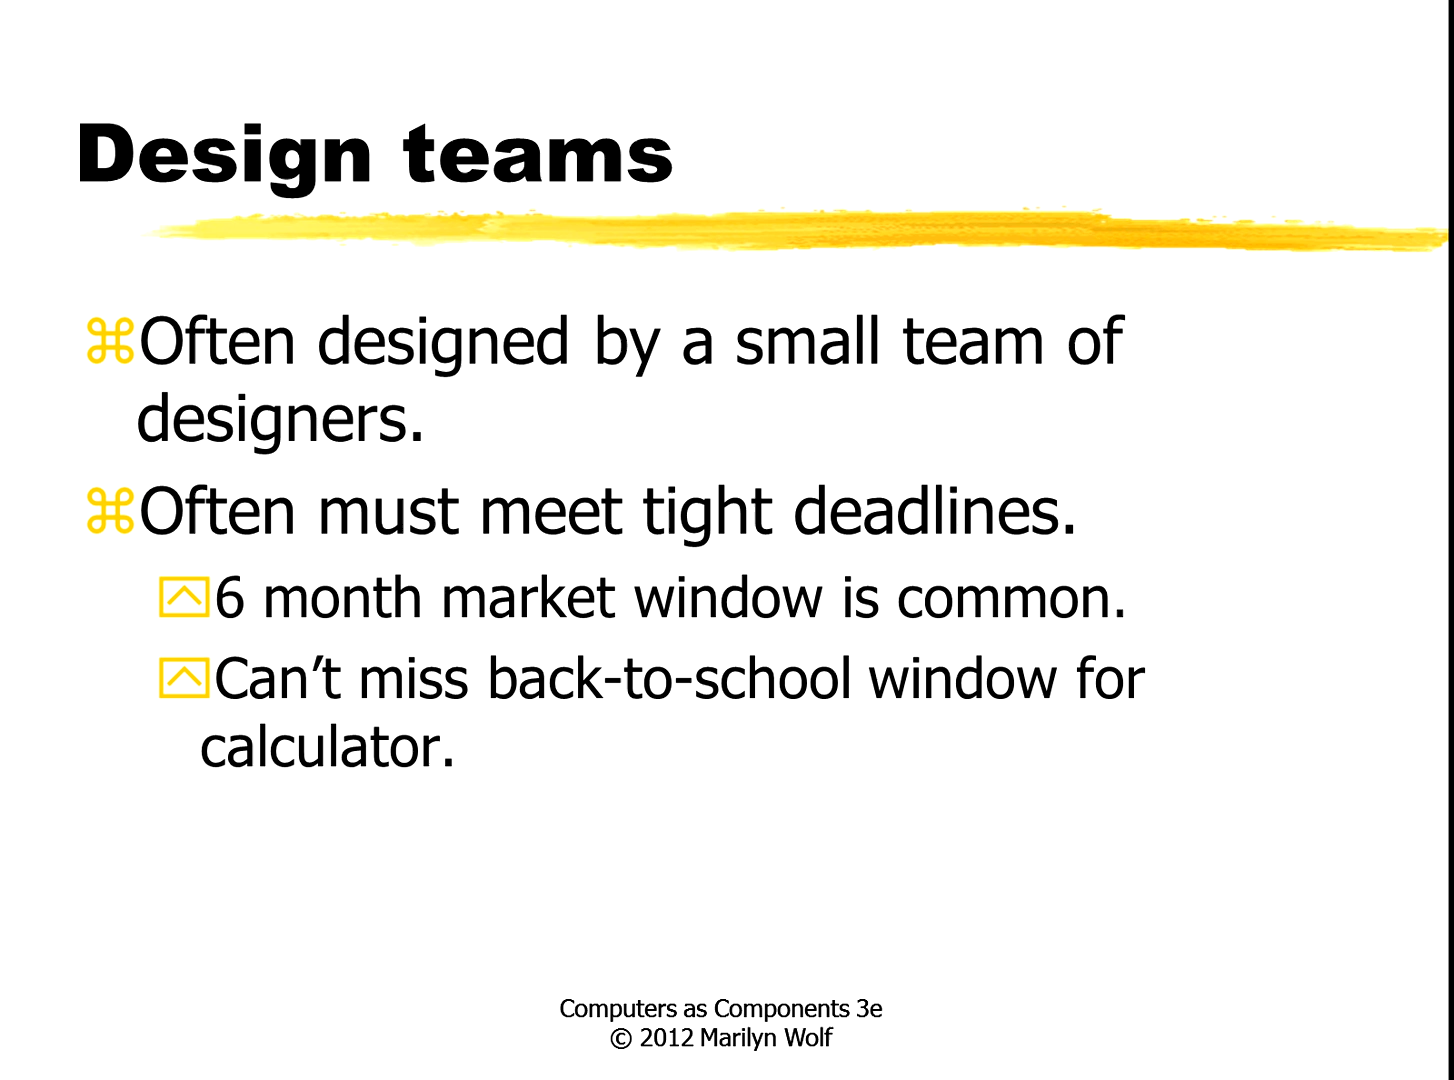 Design teams
Often designed by a small team of
designers.
Often must meet tight deadlines.
6 month market window is common.
Can’t miss back-to-school window for
calculator.
Computers as Components 3e
© 2012 Marilyn Wolf